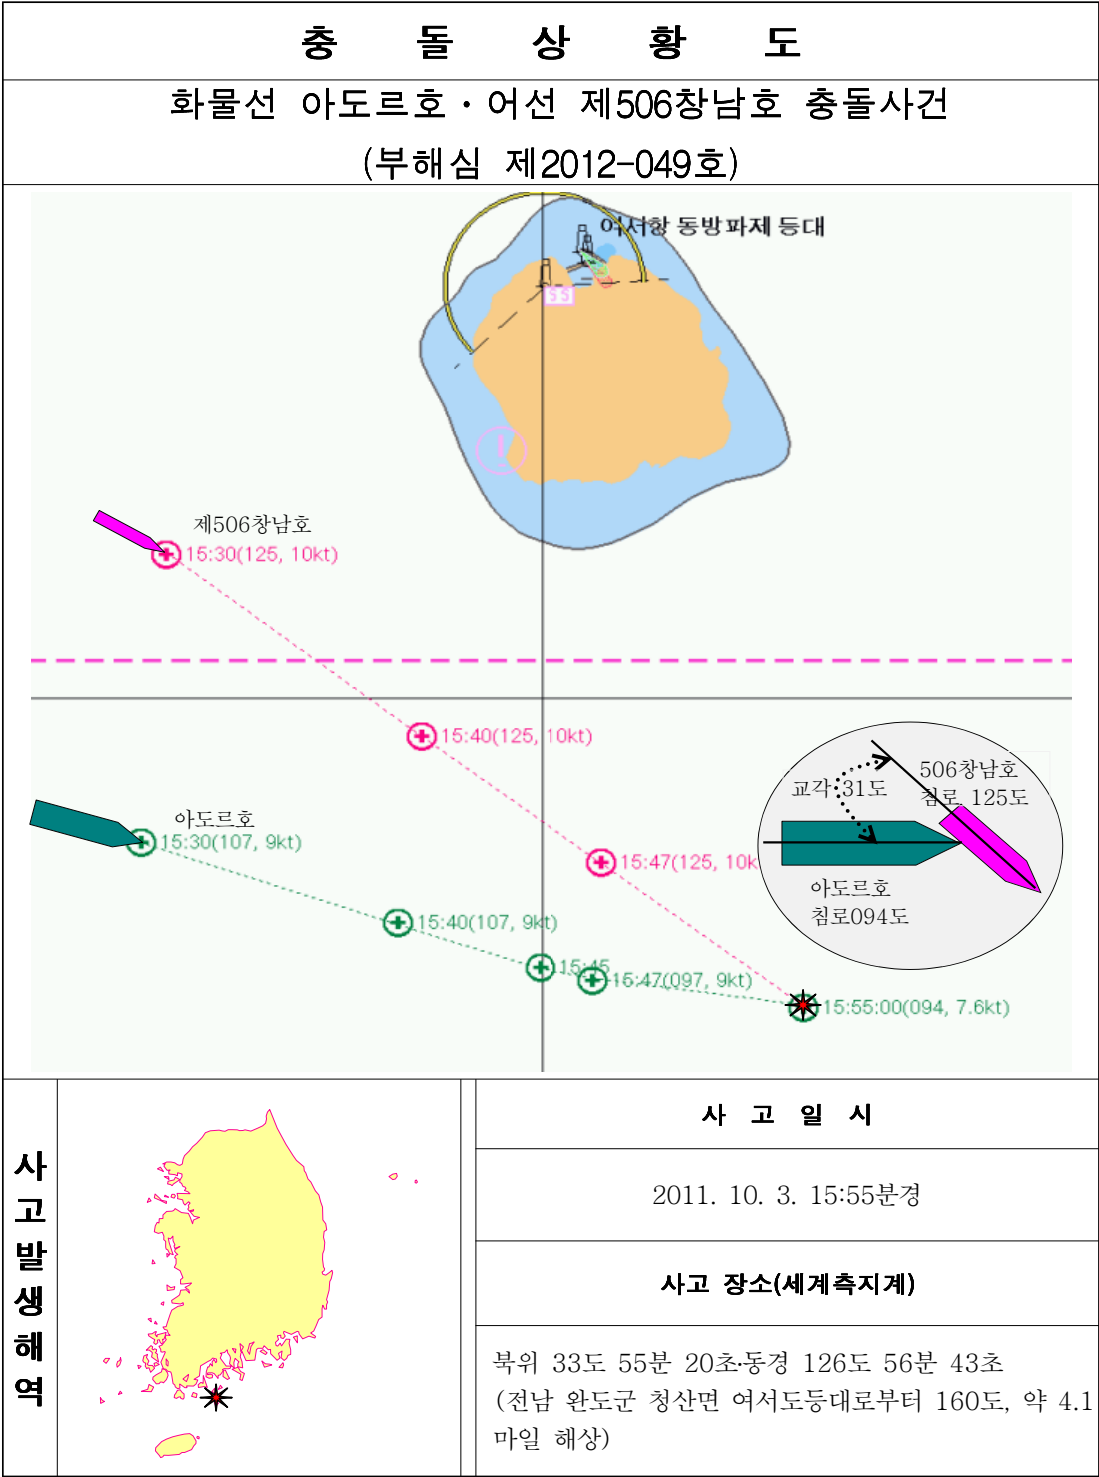 충 돌 상 황 도
화물선 아도르호·어선 제506창남호 충돌사건
(부해심 제2012-049호)
여서항 동방파제 등대
SS
제506창남호
15:30(125, 10kt)
15:40(125, 10kt)
아도르호
15:30(107, 9kt)
15:47(125, 10k
15:40(107, 9kt)
15:45
15:47(097, 9kt)
15:55:00(094, 7.6kt)
506창남호
침로 125도
교각 31도
아도르호
침로094도
사고발생해역
사 고 일 시
2011. 10. 3. 15:55분경
사고 장소(세계측지계)
북위 33도 55분 20초·동경 126도 56분 43초
(전남 완도군 청산면 여서도등대로부터 160도, 약 4.1
마일 해상)